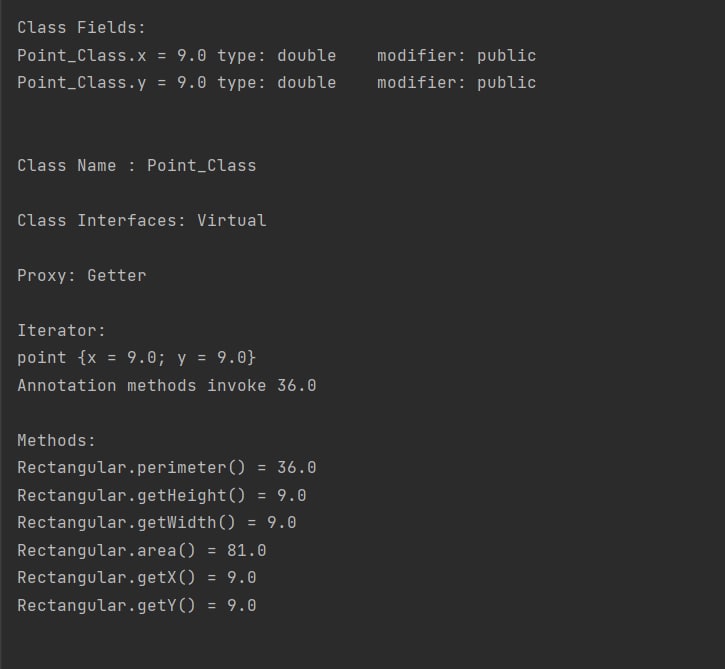 Class Fields:
Point_Class.x = 9.0 type: double    modifier: public
Point_Class.y = 9.0 type: double    modifier: public
Class Name : Point_Class
Class Interfaces: Virtual
Proxy: Getter
Iterator:
point {x = 9.0; y = 9.0}
Annotation methods invoke 36.0
Methods:
Rectangular.perimeter() = 36.0
Rectangular.getHeight() = 9.0
Rectangular.getWidth() = 9.0
Rectangular.area() = 81.0
Rectangular.getX() = 9.0
Rectangular.getY() = 9.0